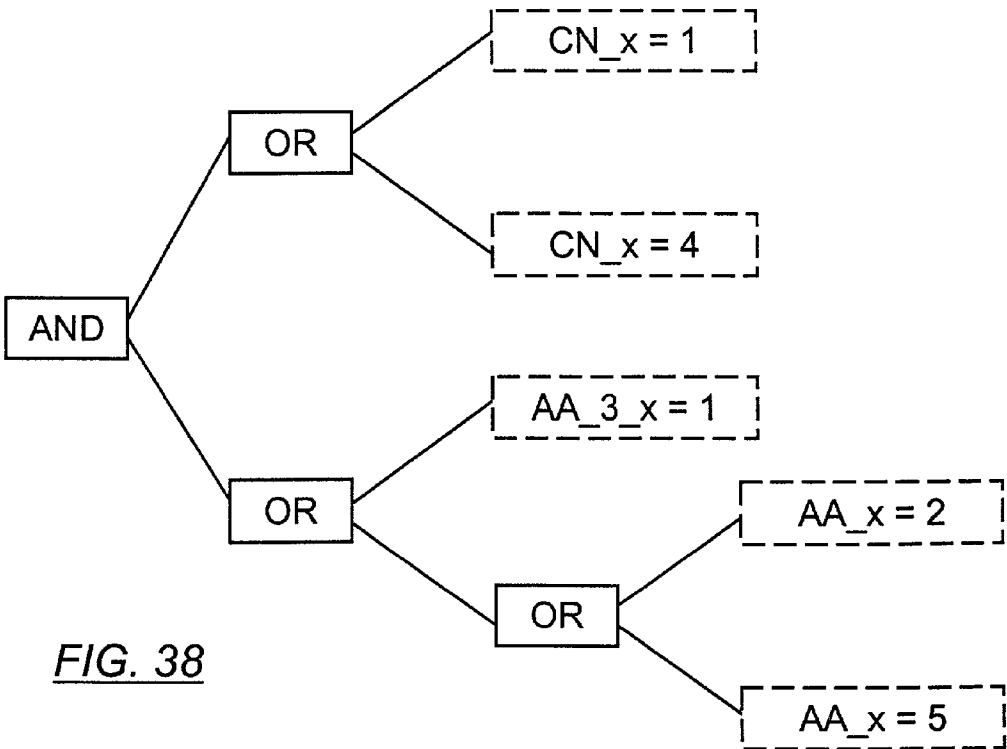 CN_x = 1
OR
CN_x = 4
AND
AA_3_x = 1
OR
AA_x = 2
OR
AA_x = 5
FIG. 38